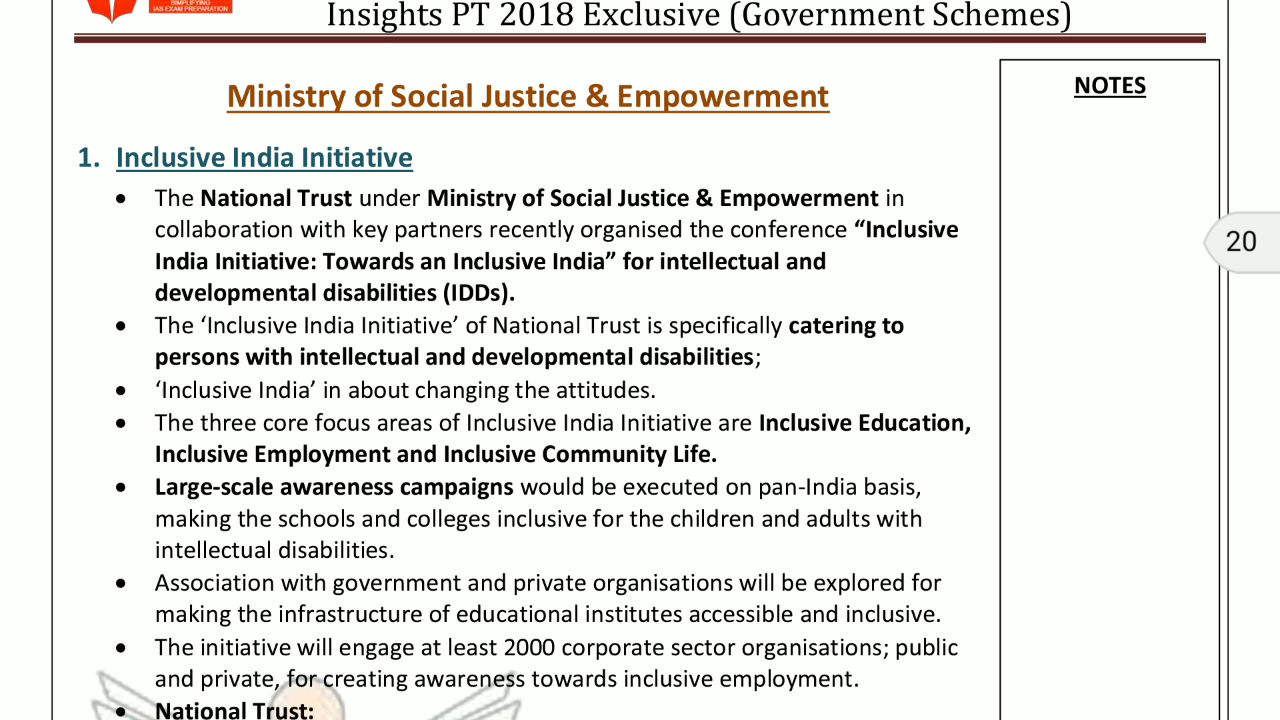 SIMPLIFYING
IAS EXAM PREPARATION
Insights PT 2018 Exclusive (Government Schemes)
Ministry of Social Justice & Empowerment
1. Inclusive India Initiative
• The National Trust under Ministry of Social Justice & Empowerment in
collaboration with key partners recently organised the conference “Inclusive
India Initiative: Towards an Inclusive India” for intellectual and
developmental disabilities (IDDs).
• The ‘Inclusive India Initiative’ of National Trust is specifically catering to
persons with intellectual and developmental disabilities;
• ‘Inclusive India’ in about changing the attitudes.
• The three core focus areas of Inclusive India Initiative are Inclusive Education,
Inclusive Employment and Inclusive Community Life.
• Large-scale awareness campaigns would be executed on pan-India basis,
making the schools and colleges inclusive for the children and adults with
intellectual disabilities.
• Association with government and private organisations will be explored for
making the infrastructure of educational institutes accessible and inclusive.
• The initiative will engage at least 2000 corporate sector organisations; public
and private, for creating awareness towards inclusive employment.
• National Trust:
NOTES
20